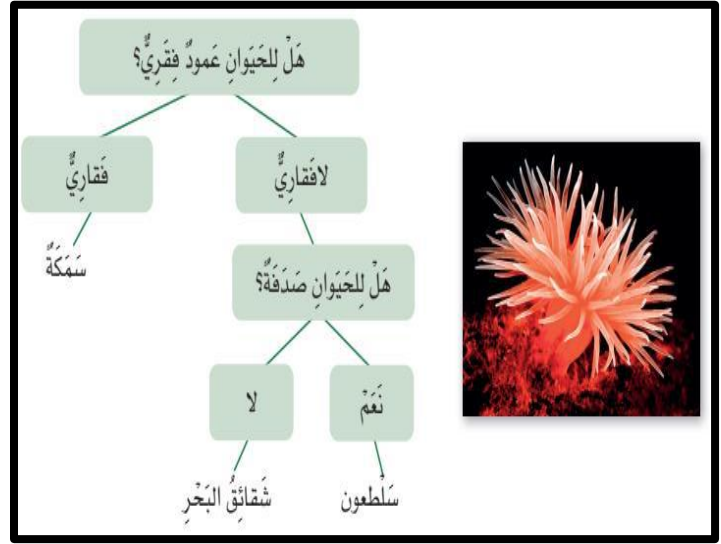 هَلْ لِلحَيَوانِ عَمودٌ فِقَرِيٌّ؟
لافَقارِيٌّ
فَقارِيٌّ
سَمَكَةٌ
هَلْ لِلحَيَوانِ صَدَفَةٌ؟
نَعَمْ
لا
سَلْطعون
شَقائِقُ البَحْرِ